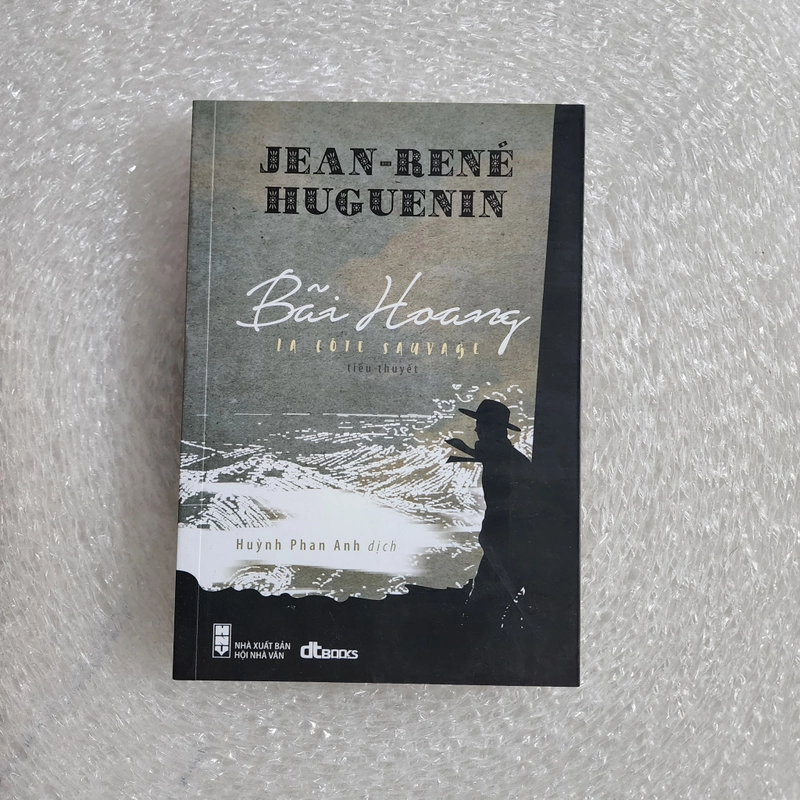 JEAN-RENÉ
HUGUENIN
Bãi Hoang
LA CÔTE SAUVAGE
tiểu thuyết
Huỳnh Phan Anh dịch
HNV
NHÀ XUẤT BẢN
HỘI NHÀ VĂN
dtBOOKS